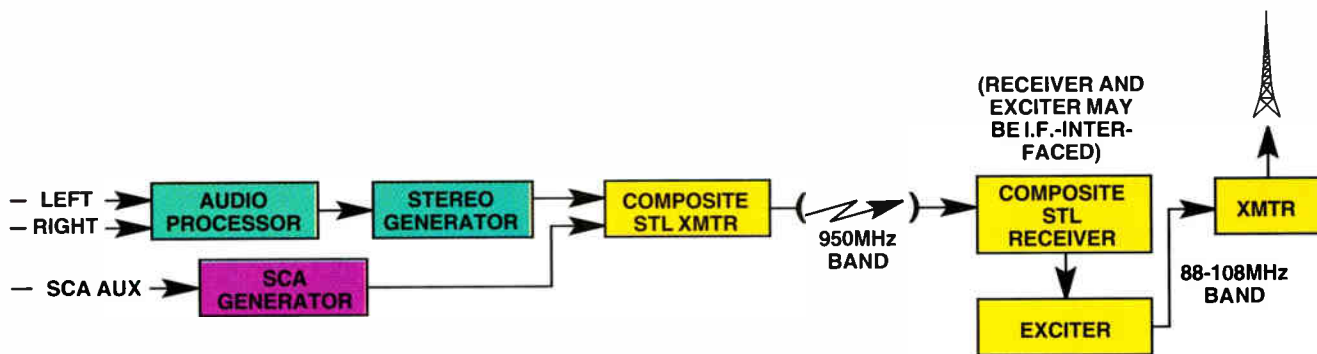 (RECEIVER AND
EXCITER MAY
BE I.F.-INTER-
FACED)
— LEFT
— RIGHT
AUDIO
PROCESSOR
STEREO
GENERATOR
COMPOSITE
STL XMTR
950MHz
BAND
COMPOSITE
STL
RECEIVER
XMTR
— SCA AUX
SCA
GENERATOR
EXCITER
88-108MHz
BAND